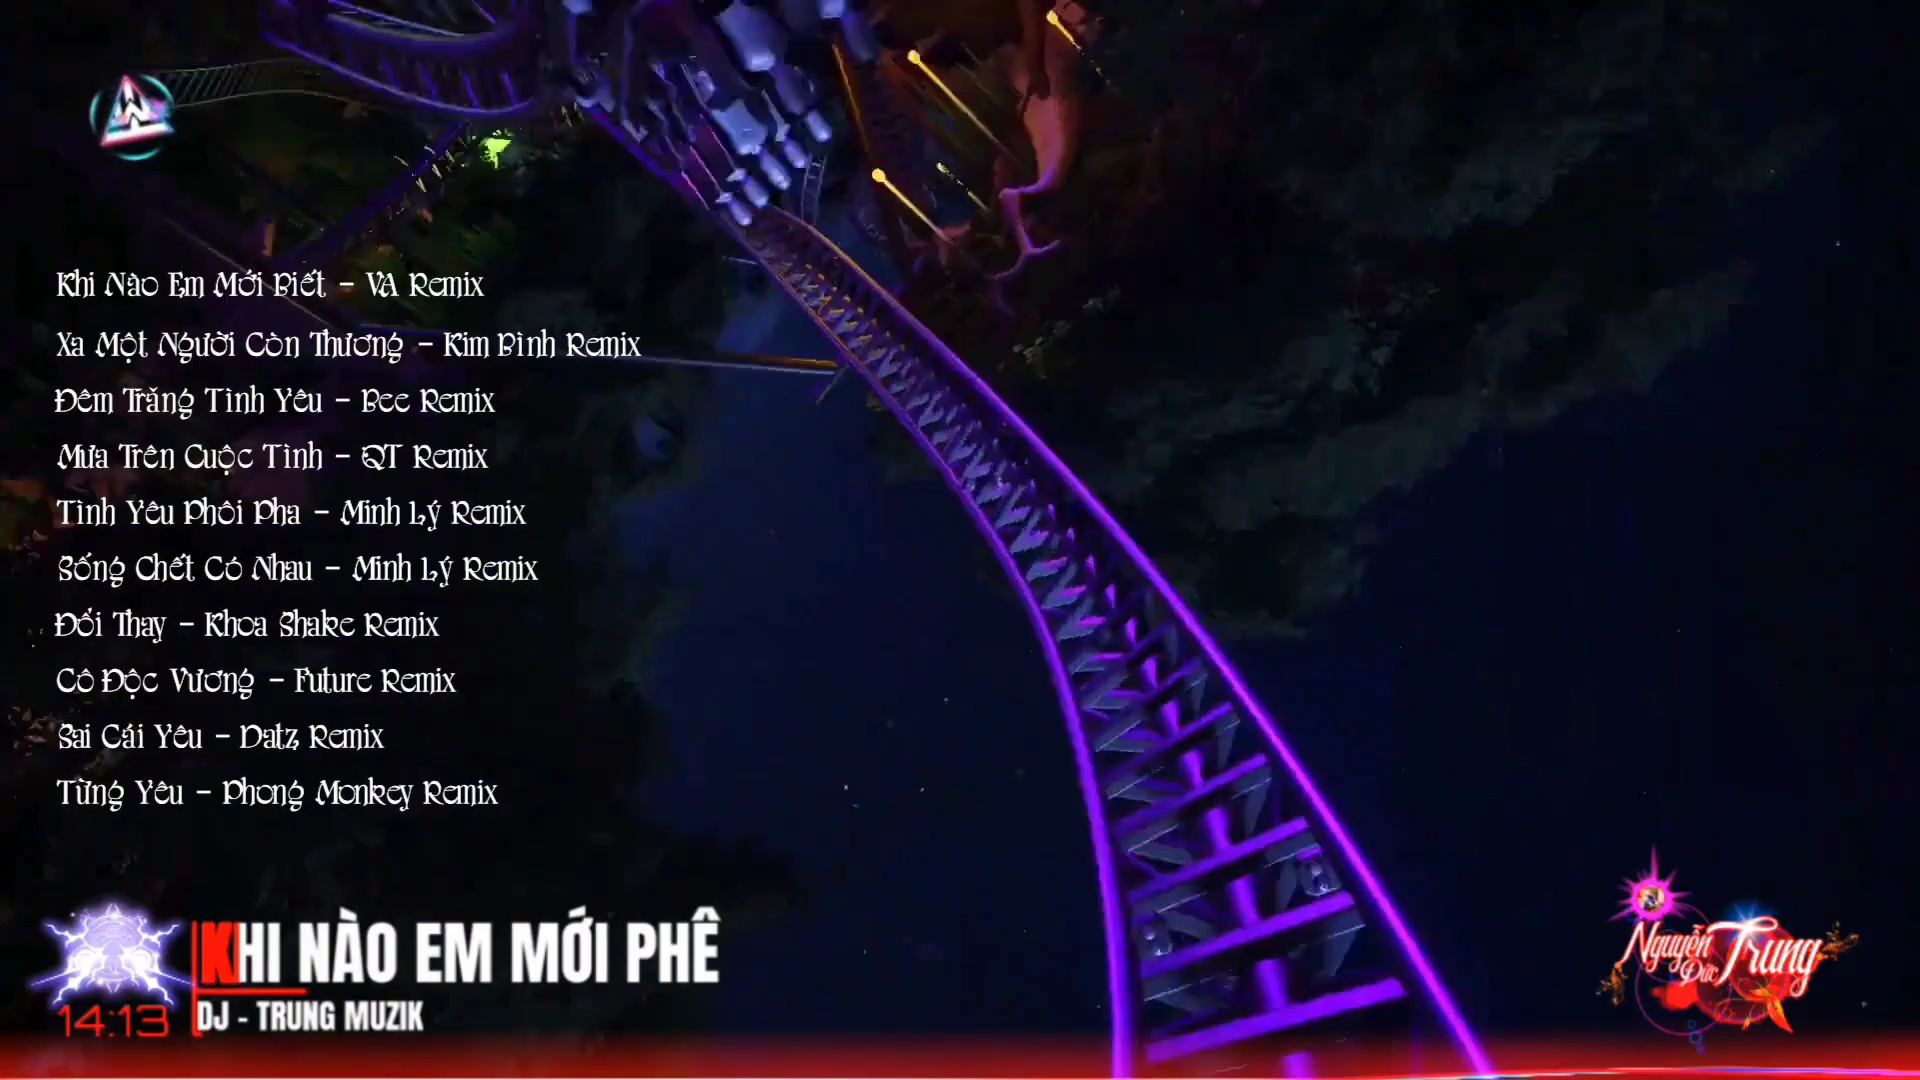 Khi Nào Em Mới Biết - VA Remix
Xa Một Người Còn Thương - Kim Bình Remix
Đêm Trắng Tình Yêu - Bee Remix
Mưa Trên Cuộc Tình - QT Remix
Tình Yêu Phôi Pha - Minh Lý Remix
Sống Chết Có Nhau - Minh Lý Remix
Đổi Thay - Khoa Shake Remix
Cô Độc Vương - Future Remix
Sai Cái Yêu - Datz Remix
Từng Yêu - Phong Monkey Remix
KHI NÀO EM MỚI PHÊ
DJ - TRUNG MUZIK
14:13
Nguyễn Đức Trung